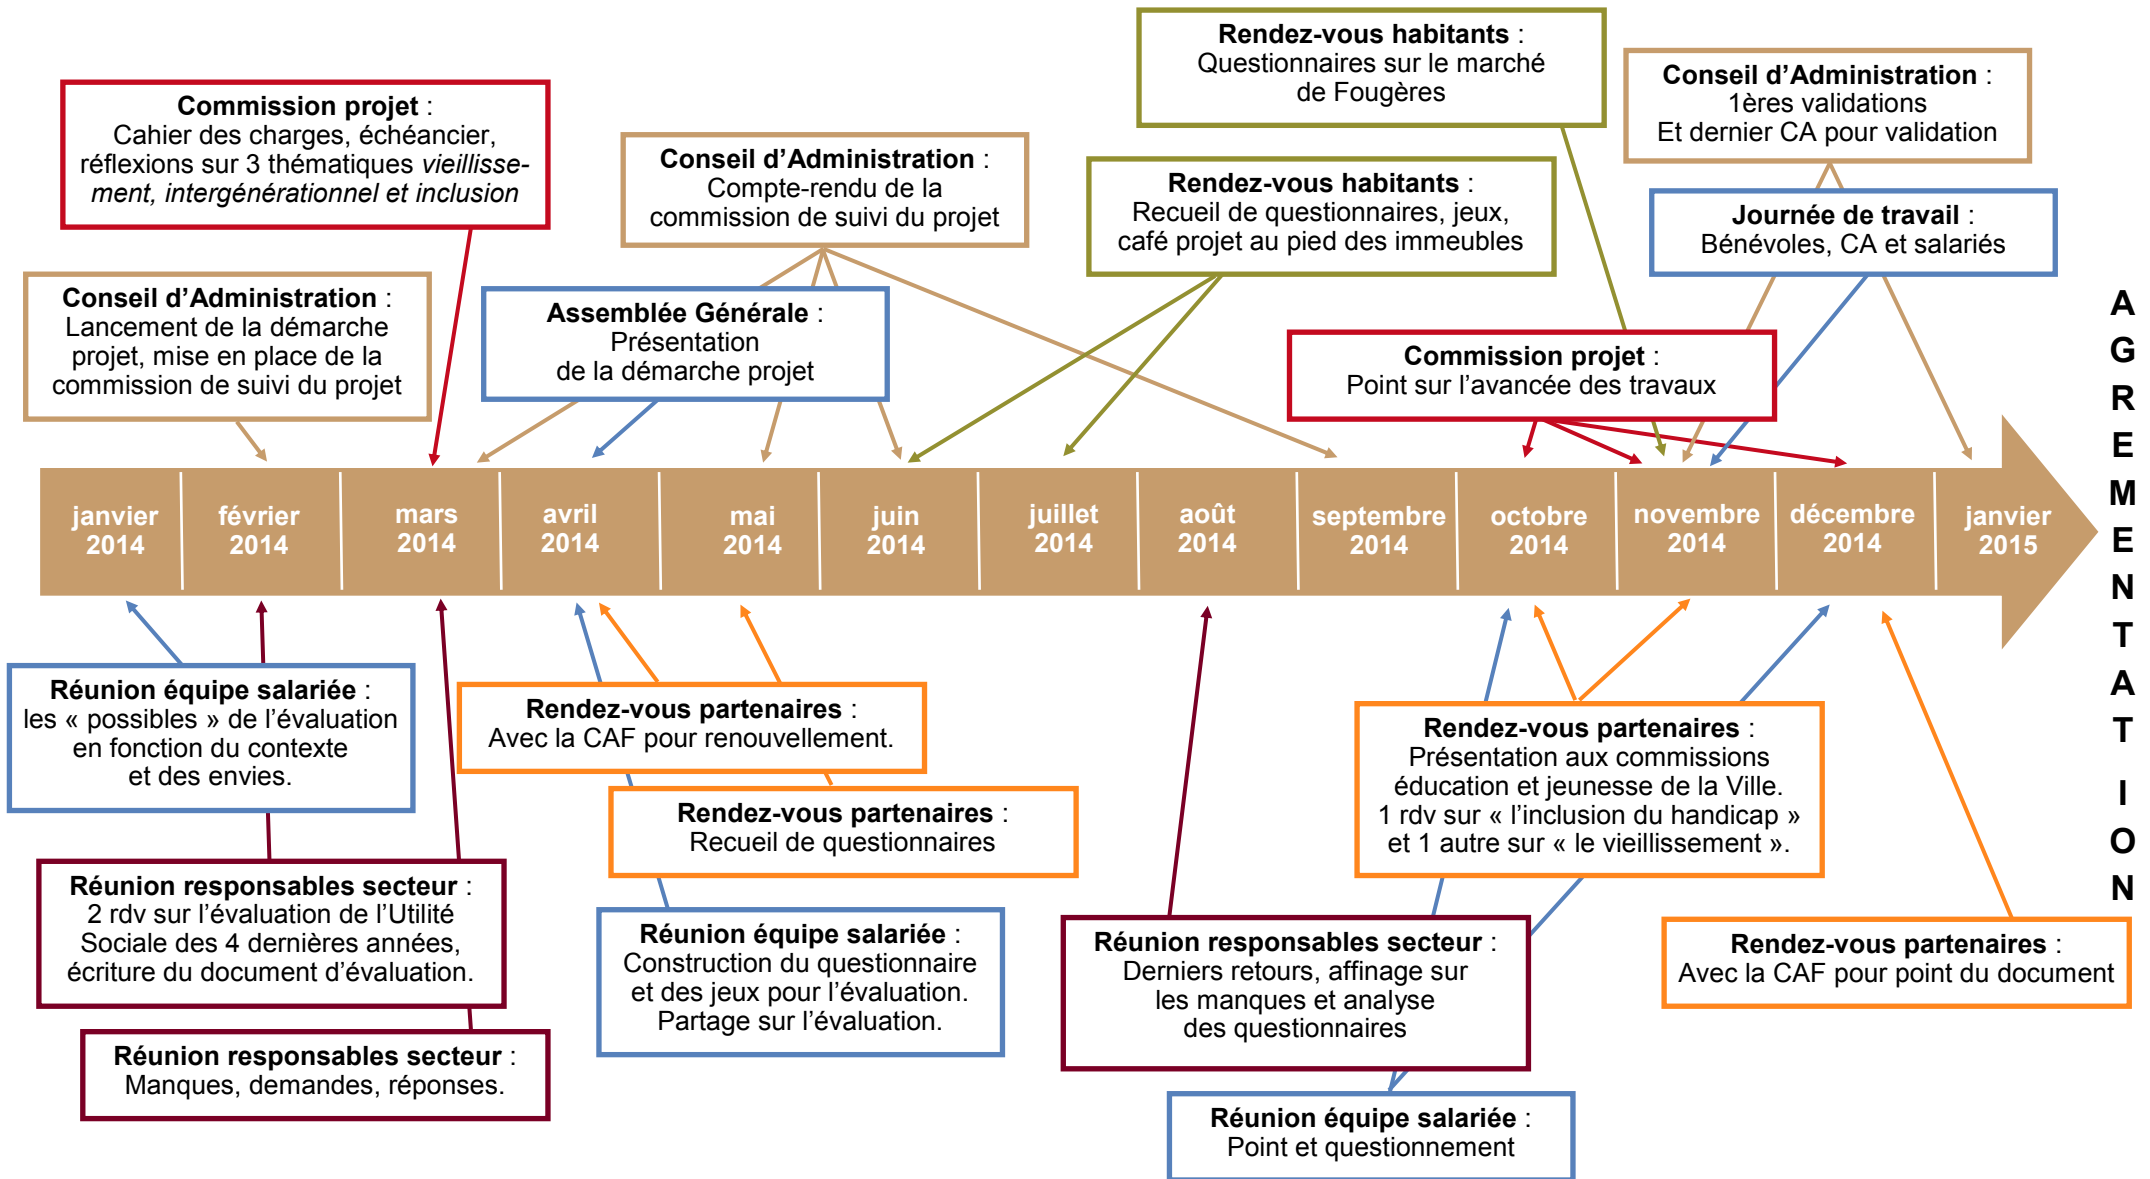 Rendez-vous habitants :
Questionnaires sur le marché
de Fougères
Conseil d’Administration :
1ères validations
Et dernier CA pour validation
Commission projet :
Cahier des charges, échéancier,
réflexions sur 3 thématiques vieillisse-
ment, intergénérationnel et inclusion
Conseil d’Administration :
Compte-rendu de la
commission de suivi du projet
Rendez-vous habitants :
Recueil de questionnaires, jeux,
café projet au pied des immeubles
Journée de travail :
Bénévoles, CA et salariés
Conseil d’Administration :
Lancement de la démarche
projet, mise en place de la
commission de suivi du projet
Assemblée Générale :
Présentation
de la démarche projet
Commission projet :
Point sur l’avancée des travaux
janvier
2014
février
2014
mars
2014
avril
2014
mai
2014
juin
2014
juillet
2014
août
2014
septembre
2014
octobre
2014
novembre
2014
décembre
2014
janvier
2015
A
G
R
E
M
E
N
T
A
T
I
O
N
Réunion équipe salariée :
les « possibles » de l’évaluation
en fonction du contexte
et des envies.
Rendez-vous partenaires :
Avec la CAF pour renouvellement.
Rendez-vous partenaires :
Présentation aux commissions
éducation et jeunesse de la Ville.
1 rdv sur « l’inclusion du handicap »
et 1 autre sur « le vieillissement ».
Rendez-vous partenaires :
Recueil de questionnaires
Réunion responsables secteur :
2 rdv sur l’évaluation de l’Utilité
Sociale des 4 dernières années,
écriture du document d’évaluation.
Réunion équipe salariée :
Construction du questionnaire
et des jeux pour l’évaluation.
Partage sur l’évaluation.
Réunion responsables secteur :
Derniers retours, affinage sur
les manques et analyse
des questionnaires
Rendez-vous partenaires :
Avec la CAF pour point du document
Réunion responsables secteur :
Manques, demandes, réponses.
Réunion équipe salariée :
Point et questionnement